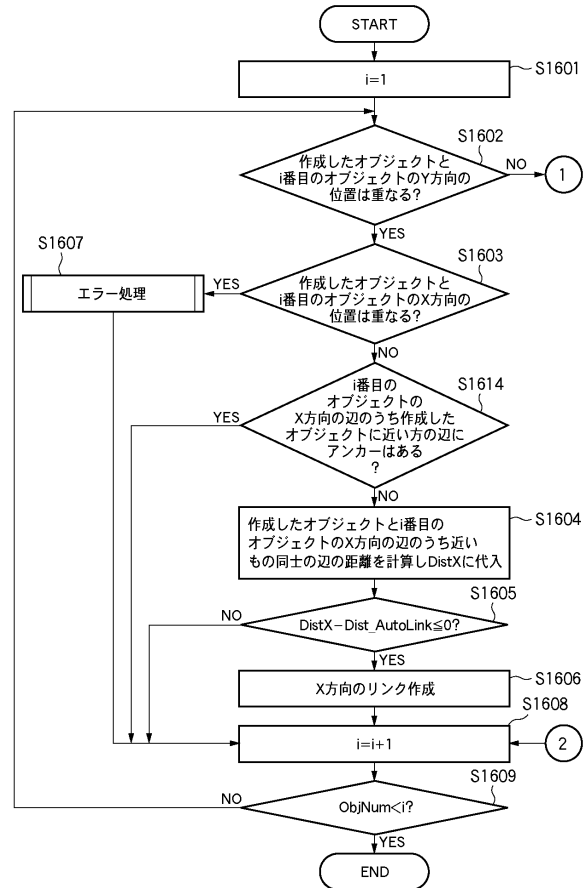 START
i=1
S1601
S1602
作成したオブジェクトと
i番目のオブジェクトのY方向の
位置は重なる?
NO
1
YES
S1607
エラー処理
YES
S1603
作成したオブジェクトと
i番目のオブジェクトのX方向の
位置は重なる?
NO
S1614
i番目の
オブジェクトの
X方向の辺のうち作成した
オブジェクトに近い方の辺に
アンカーはある
?
YES
NO
S1604
作成したオブジェクトとi番目の
オブジェクトのX方向の辺のうち近い
もの同士の辺の距離を計算しDistXに代入
S1605
NO
DistX−Dist_AutoLink≦0?
YES
S1606
X方向のリンク作成
S1608
i=i+1
2
S1609
NO
ObjNum<i?
YES
END